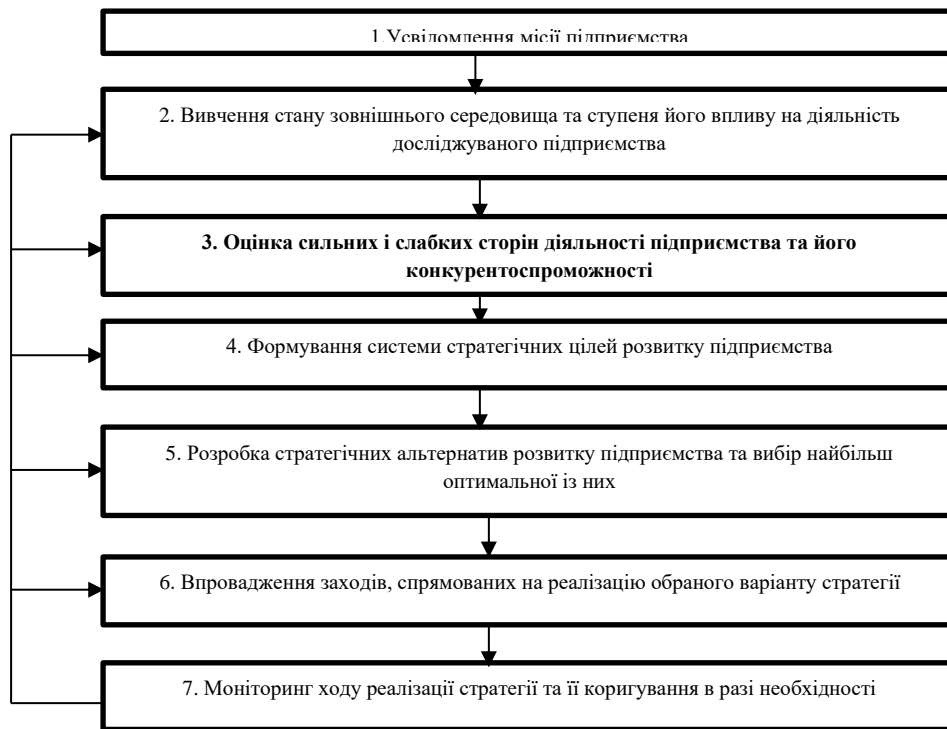 1.Усвідомлення місії підприємства
2. Вивчення стану зовнішнього середовища та ступеня його впливу на діяльність
досліджуваного підприємства
3. Оцінка сильних і слабких сторін діяльності підприємства та його
конкурентоспроможності
4. Формування системи стратегічних цілей розвитку підприємства
5. Розробка стратегічних альтернатив розвитку підприємства та вибір найбільш
оптимальної із них
6. Впровадження заходів, спрямованих на реалізацію обраного варіанту стратегії
7. Моніторинг ходу реалізації стратегії та її коригування в разі необхідності